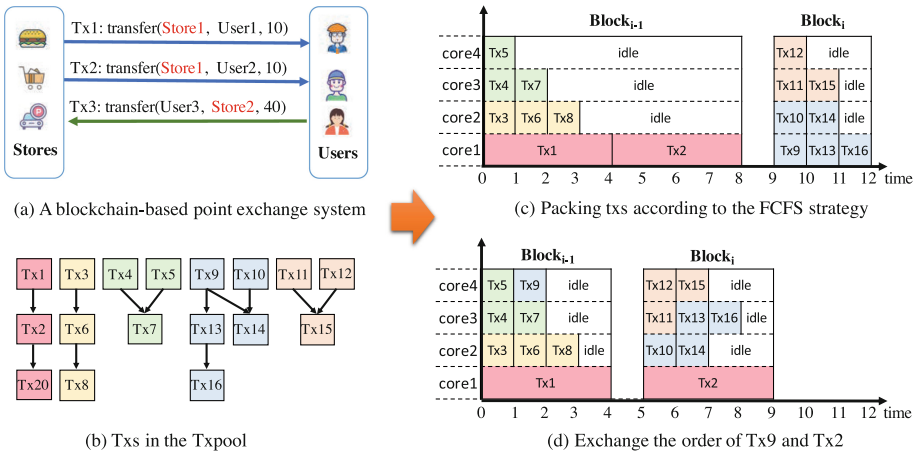 Tx1: transfer(Store1, User1, 10)
Tx2: transfer(Store1, User2, 10)
Tx3: transfer(User3, Store2, 40)
P
Stores
Users
(a) A blockchain-based point exchange system
Tx1 Tx3 Tx4 Tx5 Tx9 Tx10 Tx11 Tx12
Tx2 Tx6 Tx7 Tx13 Tx14 Tx15
Tx20 Tx8 Tx16
(b) Txs in the Txpool
Block i-1 Block i
core4 Tx5 idle Tx12 idle
core3 Tx4 Tx7 idle Tx11 Tx15 idle
core2 Tx3 Tx6 Tx8 idle Tx10 Tx14 idle
core1 Tx1 Tx2 Tx9 Tx13 Tx16
0 1 2 3 4 5 6 7 8 9 10 11 12 time
(c) Packing txs according to the FCFS strategy
Block i-1 Block i
core4 Tx5 Tx9 idle Tx12 Tx15 idle
core3 Tx4 Tx7 idle Tx11 Tx13 Tx16 idle
core2 Tx3 Tx6 Tx8 idle Tx10 Tx14 idle
core1 Tx1 Tx2
0 1 2 3 4 5 6 7 8 9 10 11 12 time
(d) Exchange the order of Tx9 and Tx2